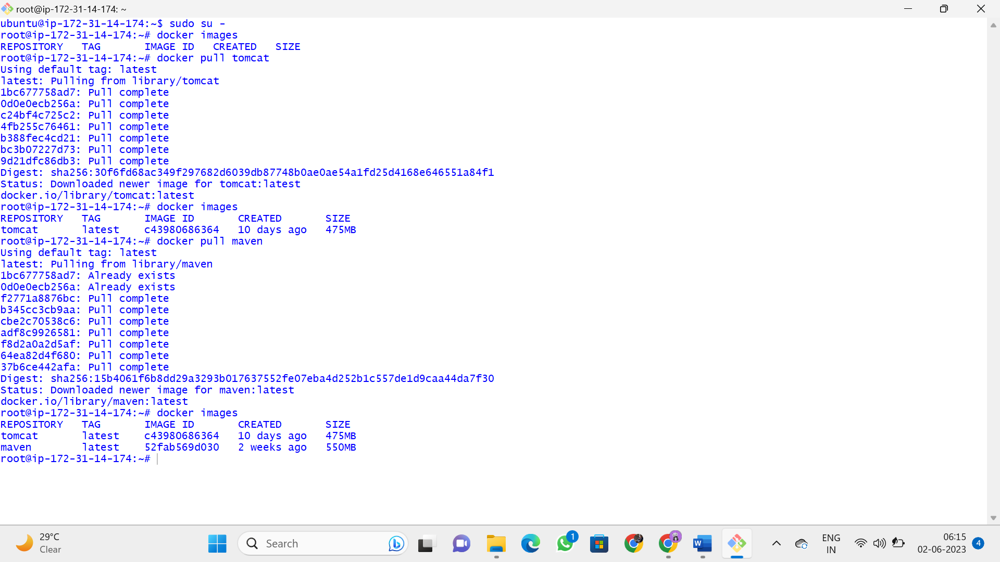 root@ip-172-31-14-174: ~
ubuntu@ip-172-31-14-174:~$ sudo su -
root@ip-172-31-14-174:~# docker images
REPOSITORY   TAG       IMAGE ID   CREATED   SIZE
root@ip-172-31-14-174:~# docker pull tomcat
Using default tag: latest
latest: Pulling from library/tomcat
1bc677758ad7: Pull complete
0d0e0ecb256a: Pull complete
c24bf4c725c2: Pull complete
4fb255c76461: Pull complete
b388fec4cd21: Pull complete
bc3b07227d73: Pull complete
9d21dfc86db3: Pull complete
Digest: sha256:30f6fd68ac349f297682d6039db87748b0ae0ae54a1fd25d4168e646551a84f1
Status: Downloaded newer image for tomcat:latest
docker.io/library/tomcat:latest
root@ip-172-31-14-174:~# docker images
REPOSITORY   TAG       IMAGE ID       CREATED       SIZE
tomcat       latest    c43980686364   10 days ago   475MB
root@ip-172-31-14-174:~# docker pull maven
Using default tag: latest
latest: Pulling from library/maven
1bc677758ad7: Already exists
0d0e0ecb256a: Already exists
f2771a8876bc: Pull complete
b345cc3cb9aa: Pull complete
cbe2c70538c6: Pull complete
adf8c9926581: Pull complete
f8d2a0a2d5af: Pull complete
64ea82d4f680: Pull complete
37b6ce442afa: Pull complete
Digest: sha256:15b4061f6b8dd29a3293b017637552fe07eba4d252b1c557de1d9caa44da7f30
Status: Downloaded newer image for maven:latest
docker.io/library/maven:latest
root@ip-172-31-14-174:~# docker images
REPOSITORY   TAG       IMAGE ID       CREATED       SIZE
tomcat       latest    c43980686364   10 days ago   475MB
maven        latest    52fab569d030   2 weeks ago   550MB
root@ip-172-31-14-174:~#
29°C
Clear
Search
1
W
ENG
IN
06:15
02-06-2023
4